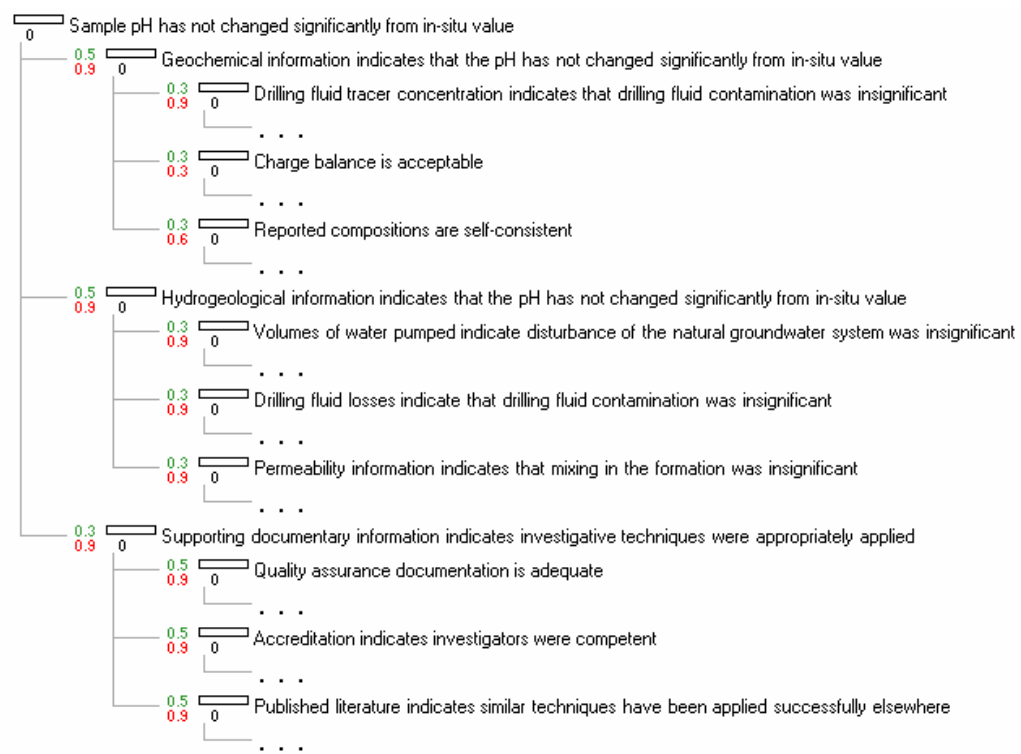 Sample pH has not changed significantly from in-situ value
0
0.5 Geochemical information indicates that the pH has not changed significantly from in-situ value
0.9 0
0.3 Drilling fluid tracer concentration indicates that drilling fluid contamination was insignificant
0.9 0
. . .
0.3 Charge balance is acceptable
0.3 0
. . .
0.3 Reported compositions are self-consistent
0.6 0
. . .
0.5 Hydrogeological information indicates that the pH has not changed significantly from in-situ value
0.9 0
0.3 Volumes of water pumped indicate disturbance of the natural groundwater system was insignificant
0.9 0
. . .
0.3 Drilling fluid losses indicate that drilling fluid contamination was insignificant
0.9 0
. . .
0.3 Permeability information indicates that mixing in the formation was insignificant
0.9 0
. . .
0.3 Supporting documentary information indicates investigative techniques were appropriately applied
0.9 0
0.5 Quality assurance documentation is adequate
0.9 0
. . .
0.5 Accreditation indicates investigators were competent
0.9 0
. . .
0.5 Published literature indicates similar techniques have been applied successfully elsewhere
0.9 0
. . .